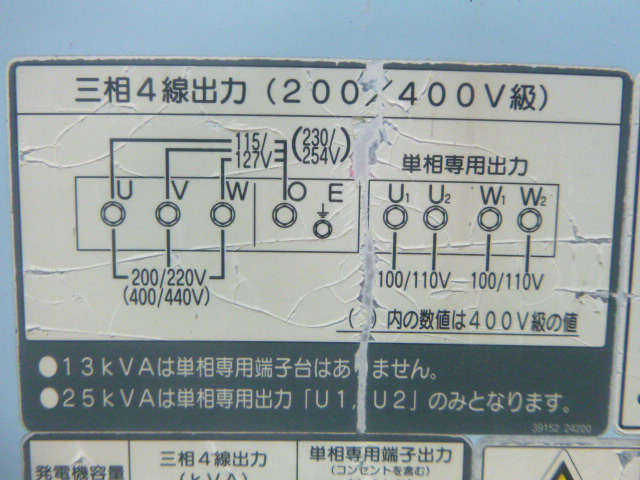 三相4線出力(200/400V級)
115/127V
(230/254V)
単相専用出力
U V W O E
U1 U2 W1 W2
200/220V
(400/440V)
100/110V 100/110V
( )内の数値は400V級の値
●13kVAは単相専用端子台はありません。
●25kVAは単相専用出力「U1, U2」のみとなります。
39152 24200
発電機容量
三相4線出力
(kVA)
単相専用端子出力
(コンセントを含む)